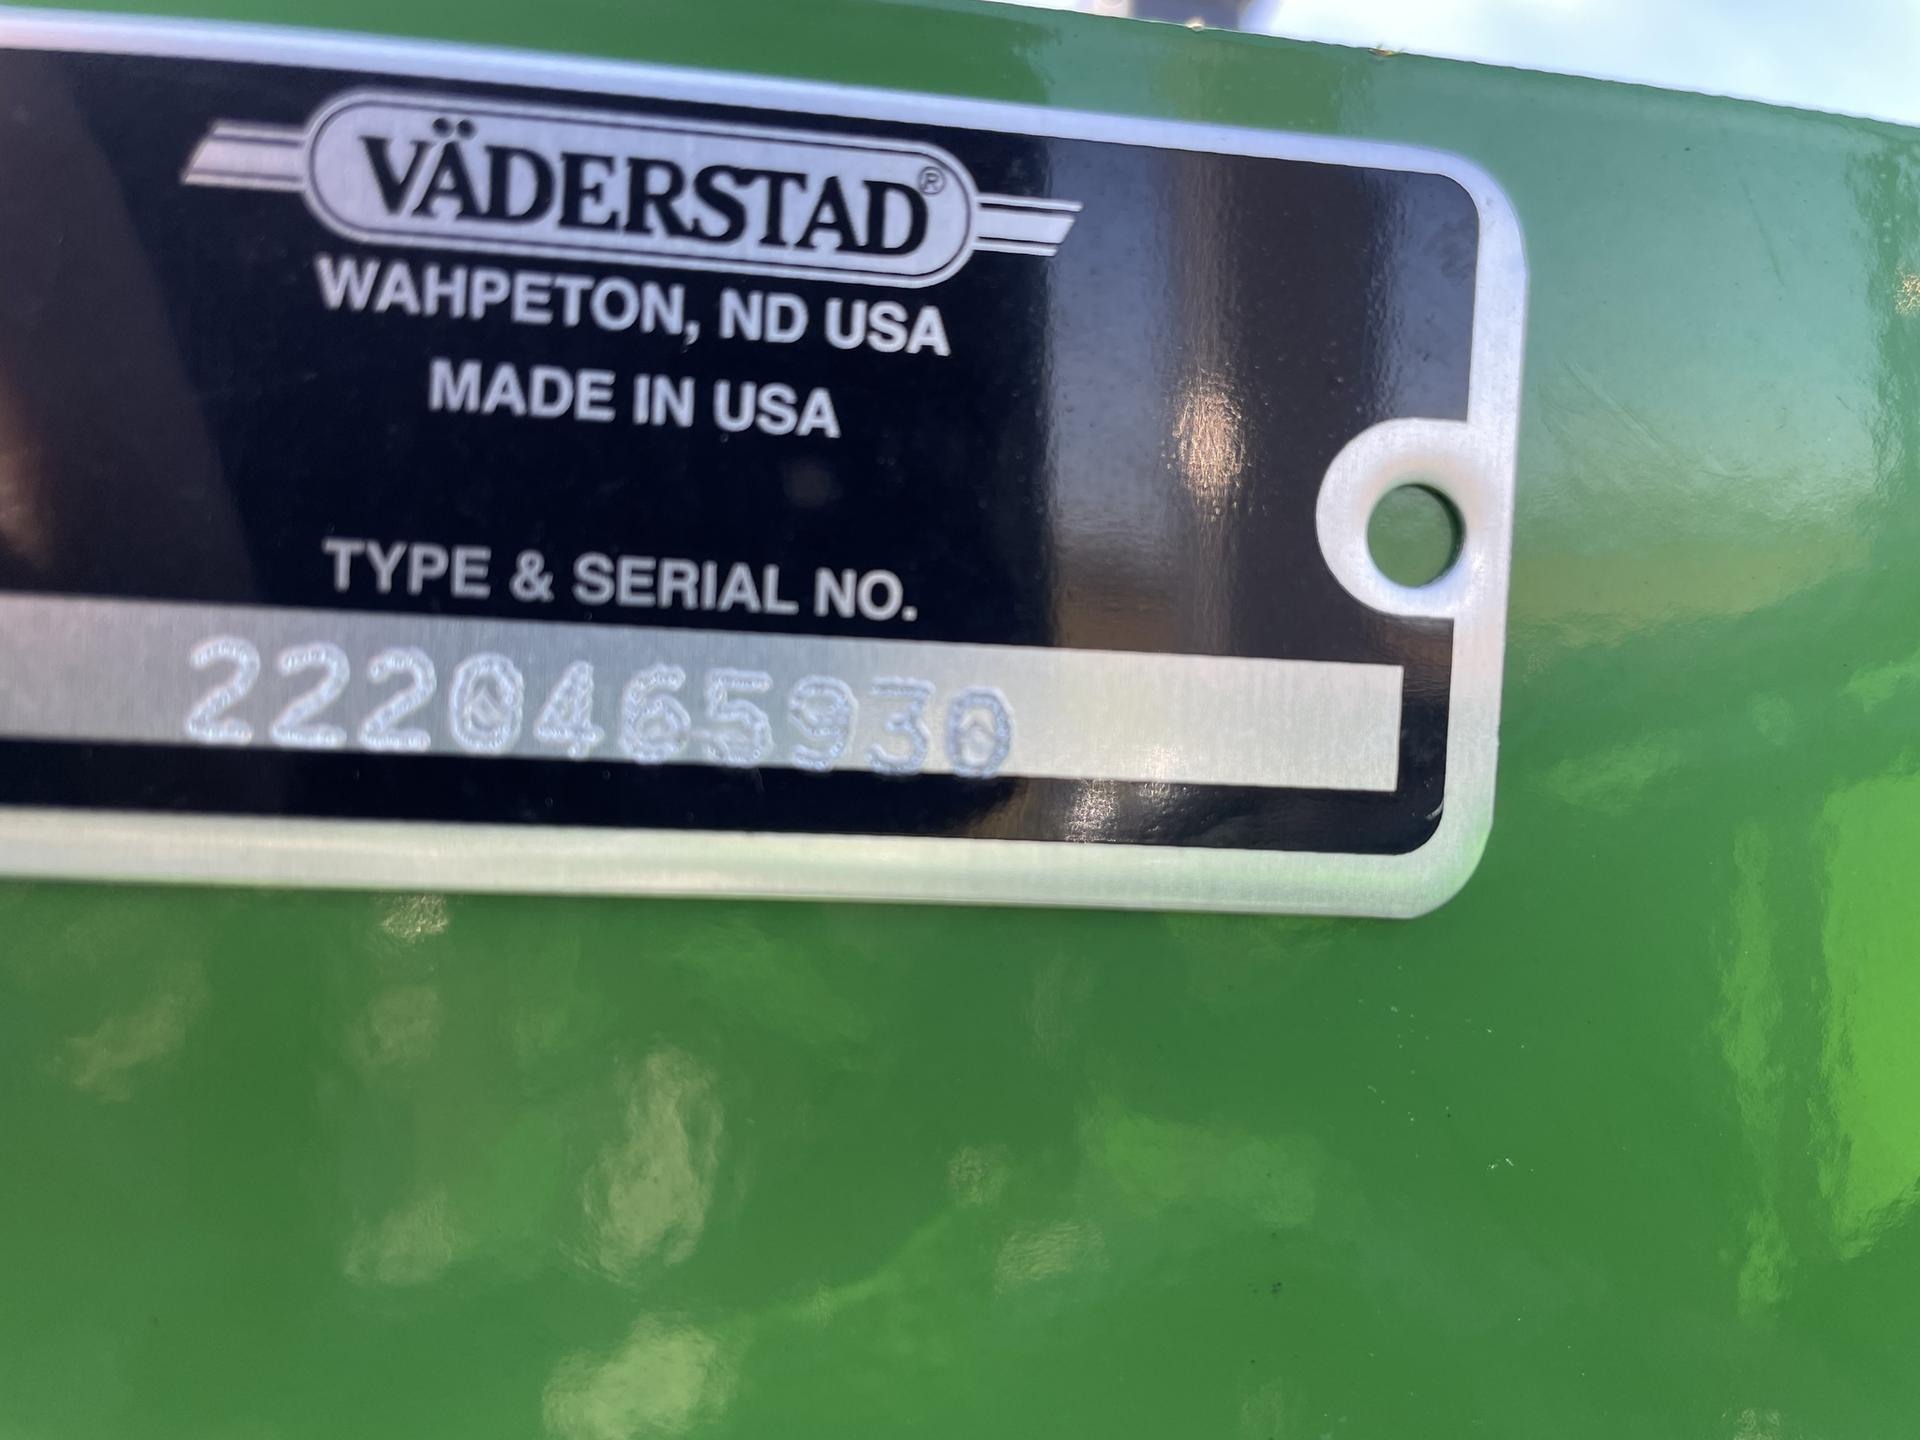 VÄDERSTAD®
WAHPETON, ND USA
MADE IN USA
TYPE & SERIAL NO.
2220465930